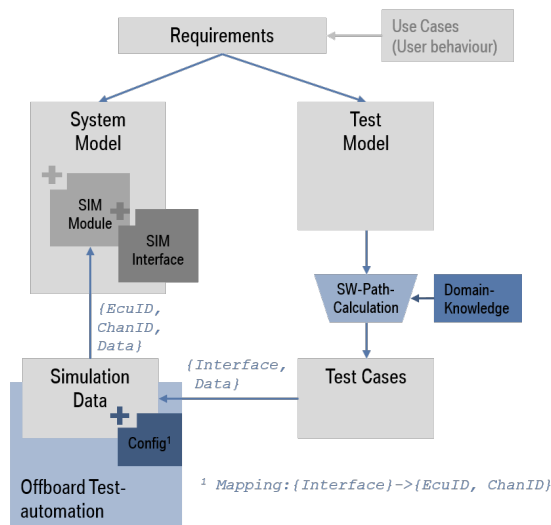 Requirements
Use Cases
(User behaviour)
System
Model
Test
Model
SIM
Module
SIM
Interface
SW-Path-
Calculation
Domain-
Knowledge
{EcuID,
ChanID,
Data}
{Interface,
Data}
Simulation
Data
Test Cases
Config¹
Offboard Test-
automation
¹ Mapping:{Interface}->{EcuID, ChanID}